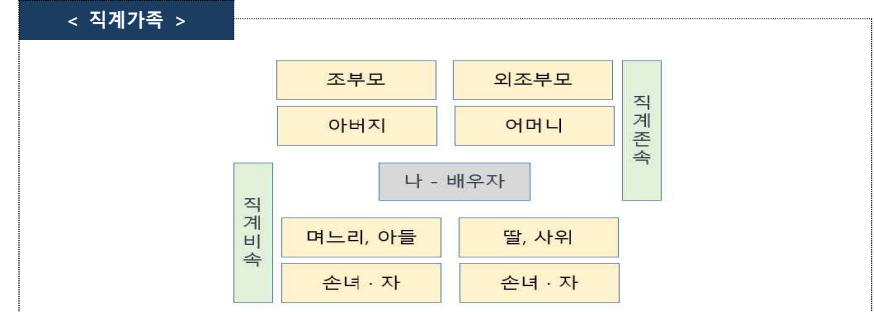 < 직계가족 >
조부모 외조부모
아버지 어머니
직계존속
나 - 배우자
직계비속
며느리, 아들 딸, 사위
손녀 · 자 손녀 · 자